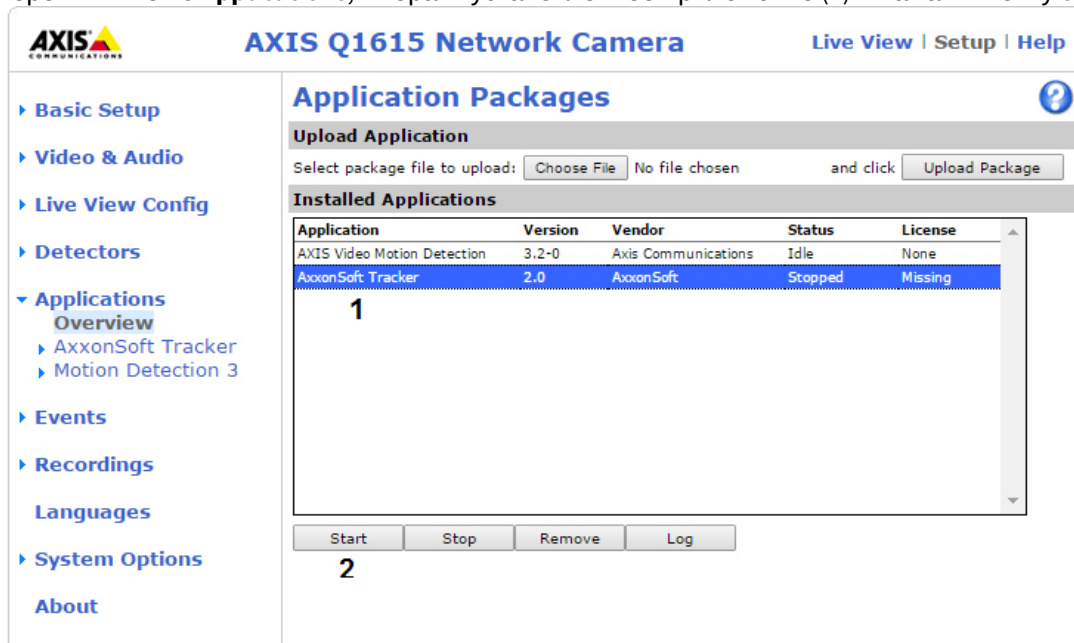 AXIS COMMUNICATIONS
AXIS Q1615 Network Camera
Live View | Setup | Help
Basic Setup
Video & Audio
Live View Config
Detectors
Applications
Overview
AxxonSoft Tracker
Motion Detection 3
Events
Recordings
Languages
System Options
About
Application Packages
?
Upload Application
Select package file to upload: Choose File No file chosen and click Upload Package
Installed Applications
Application Version Vendor Status License
AXIS Video Motion Detection 3.2-0 Axis Communications Idle None
AxxonSoft Tracker 2.0 AxxonSoft Stopped Missing
1
Start Stop Remove Log
2